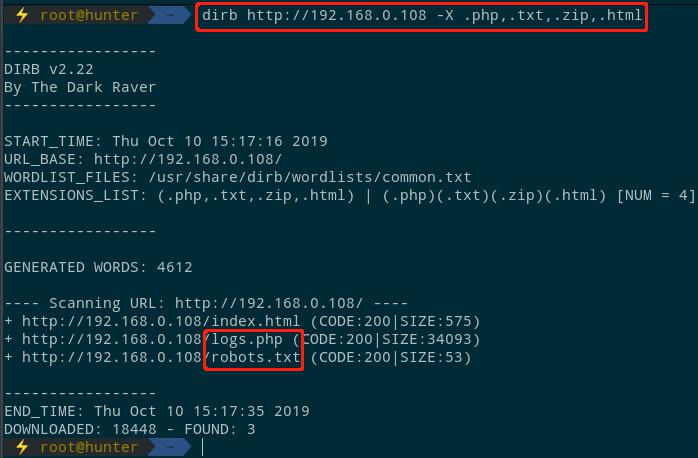 ⚡ root@hunter ~ dirb http://192.168.0.108 -X .php,.txt,.zip,.html
-----------------
DIRB v2.22
By The Dark Raver
-----------------
START_TIME: Thu Oct 10 15:17:16 2019
URL_BASE: http://192.168.0.108/
WORDLIST_FILES: /usr/share/dirb/wordlists/common.txt
EXTENSIONS_LIST: (.php,.txt,.zip,.html) | (.php)(.txt)(.zip)(.html) [NUM = 4]
-----------------
GENERATED WORDS: 4612
---- Scanning URL: http://192.168.0.108/ ----
+ http://192.168.0.108/index.html (CODE:200|SIZE:575)
+ http://192.168.0.108/logs.php (CODE:200|SIZE:34093)
+ http://192.168.0.108/robots.txt (CODE:200|SIZE:53)
-----------------
END_TIME: Thu Oct 10 15:17:35 2019
DOWNLOADED: 18448 - FOUND: 3
⚡ root@hunter ~